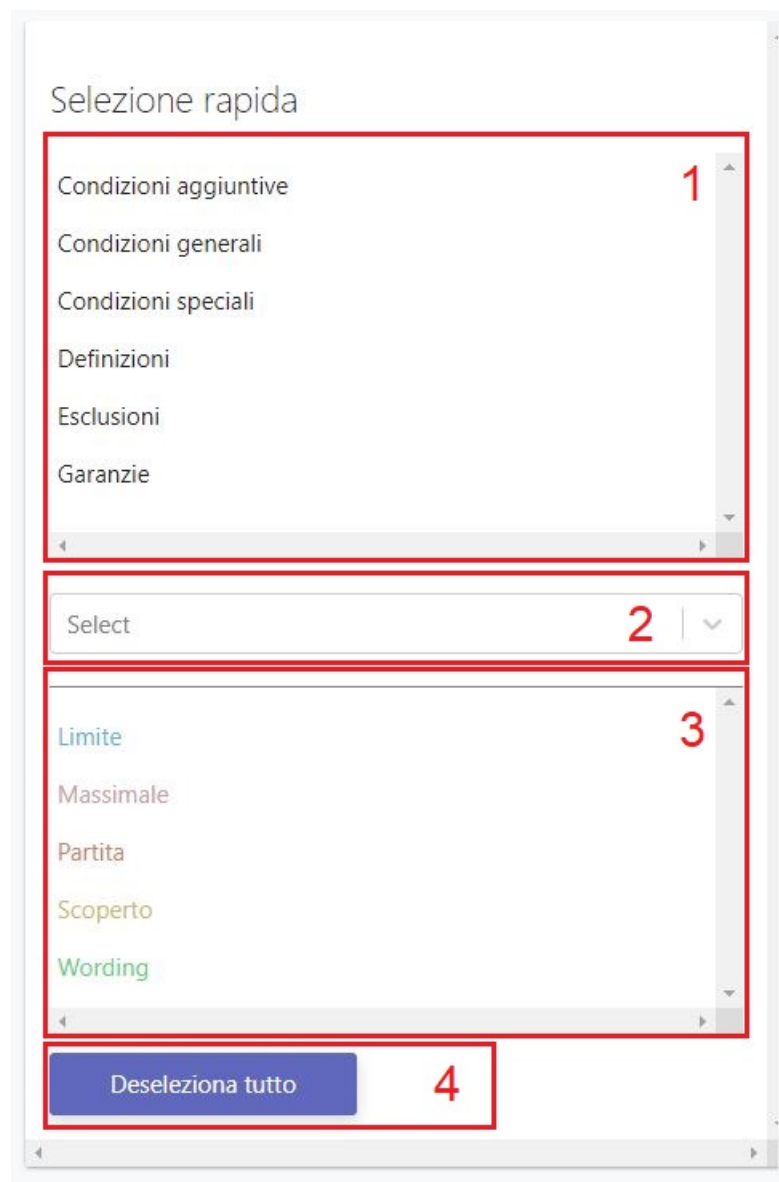 Selezione rapida
Condizioni aggiuntive
1
Condizioni generali
Condizioni speciali
Definizioni
Esclusioni
Garanzie
Select
2
Limite
3
Massimale
Partita
Scoperto
Wording
Deseleziona tutto
4